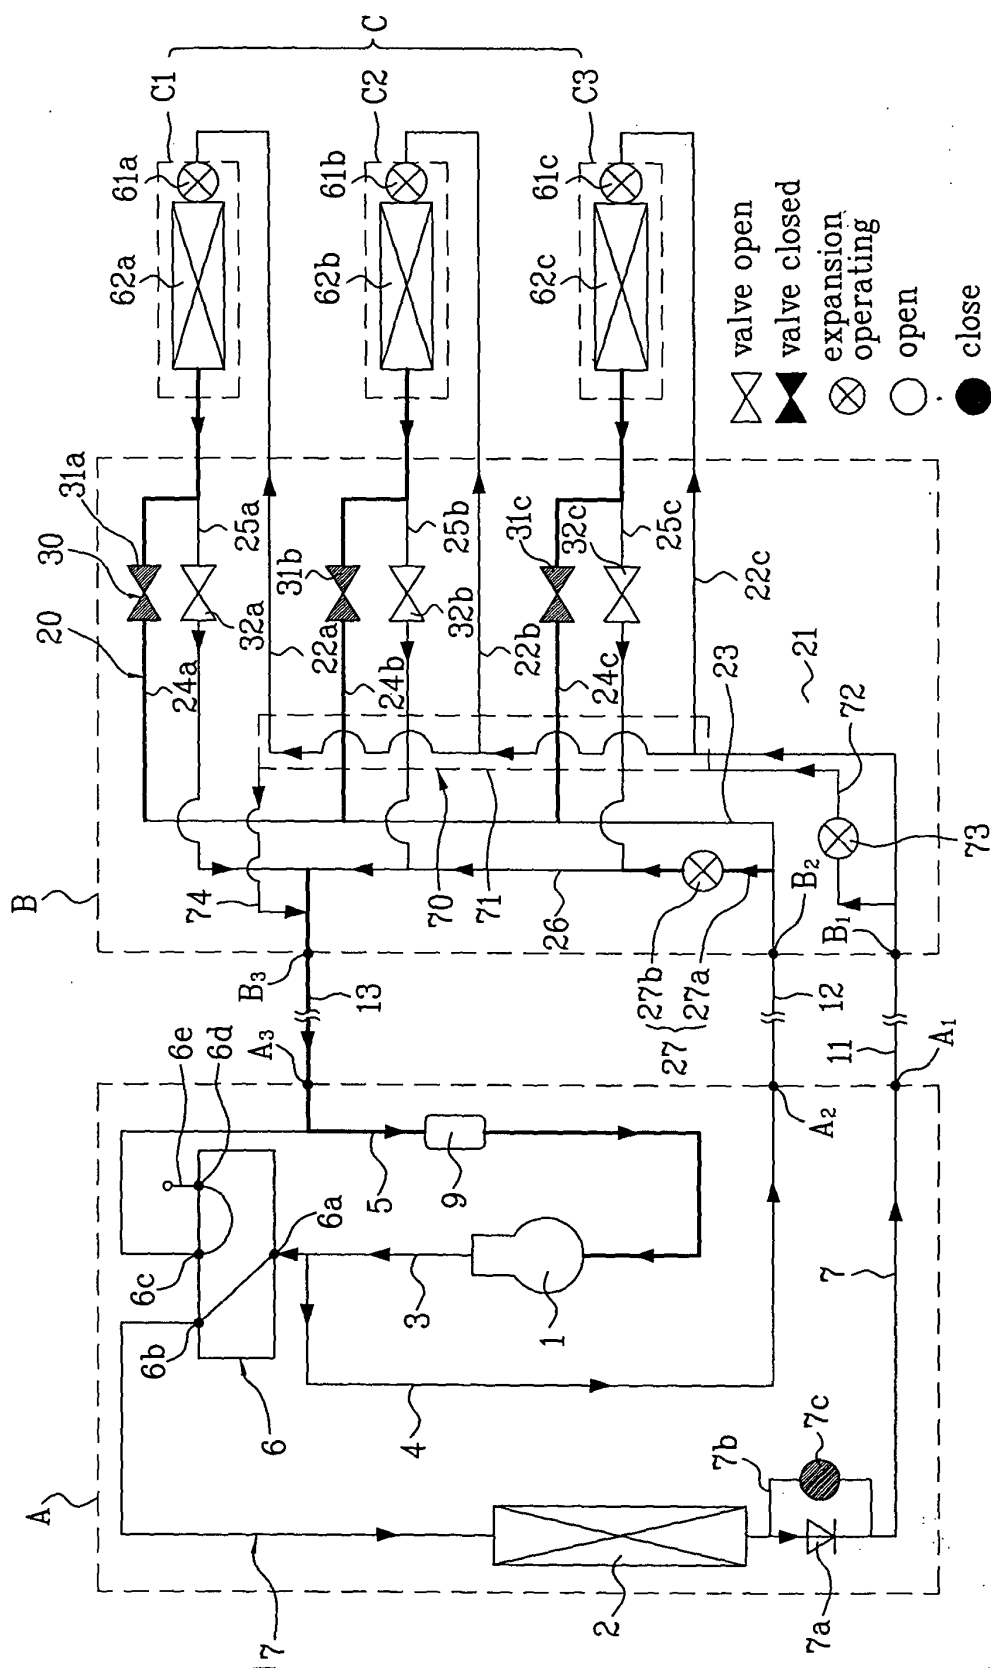 A
7
2
7a
7b
7c
6
6b
6c
6a
6d
6e
4
3
1
5
9
7
A3
A2
A1
13
12
11
B
B3
B2
B1
27
27b
27a
74
26
70
71
73
72
23
21
20
30
31a
24a
32a
25a
22a
31b
24b
32b
25b
22b
31c
24c
32c
25c
22b
22c
C
C1
61a
62a
C2
61b
62b
C3
61c
62c
valve open
valve closed
expansion
operating
open
close